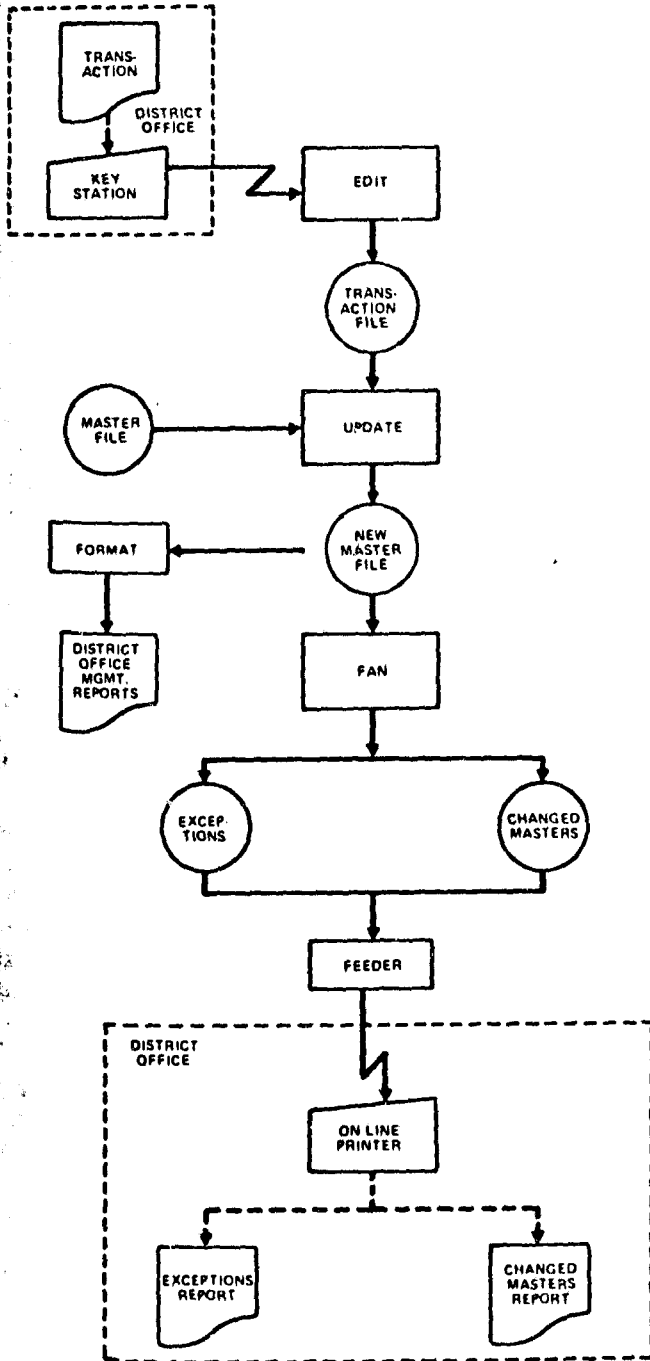 TRANS-
ACTION
DISTRICT
OFFICE
KEY
STATION
EDIT
TRANS-
ACTION
FILE
MASTER
FILE
UPDATE
FORMAT
NEW
MASTER
FILE
DISTRICT
OFFICE
MGMT.
REPORTS
FAN
EXCEP-
TIONS
CHANGED
MASTERS
FEEDER
DISTRICT
OFFICE
ON LINE
PRINTER
EXCEPTIONS
REPORT
CHANGED
MASTERS
REPORT